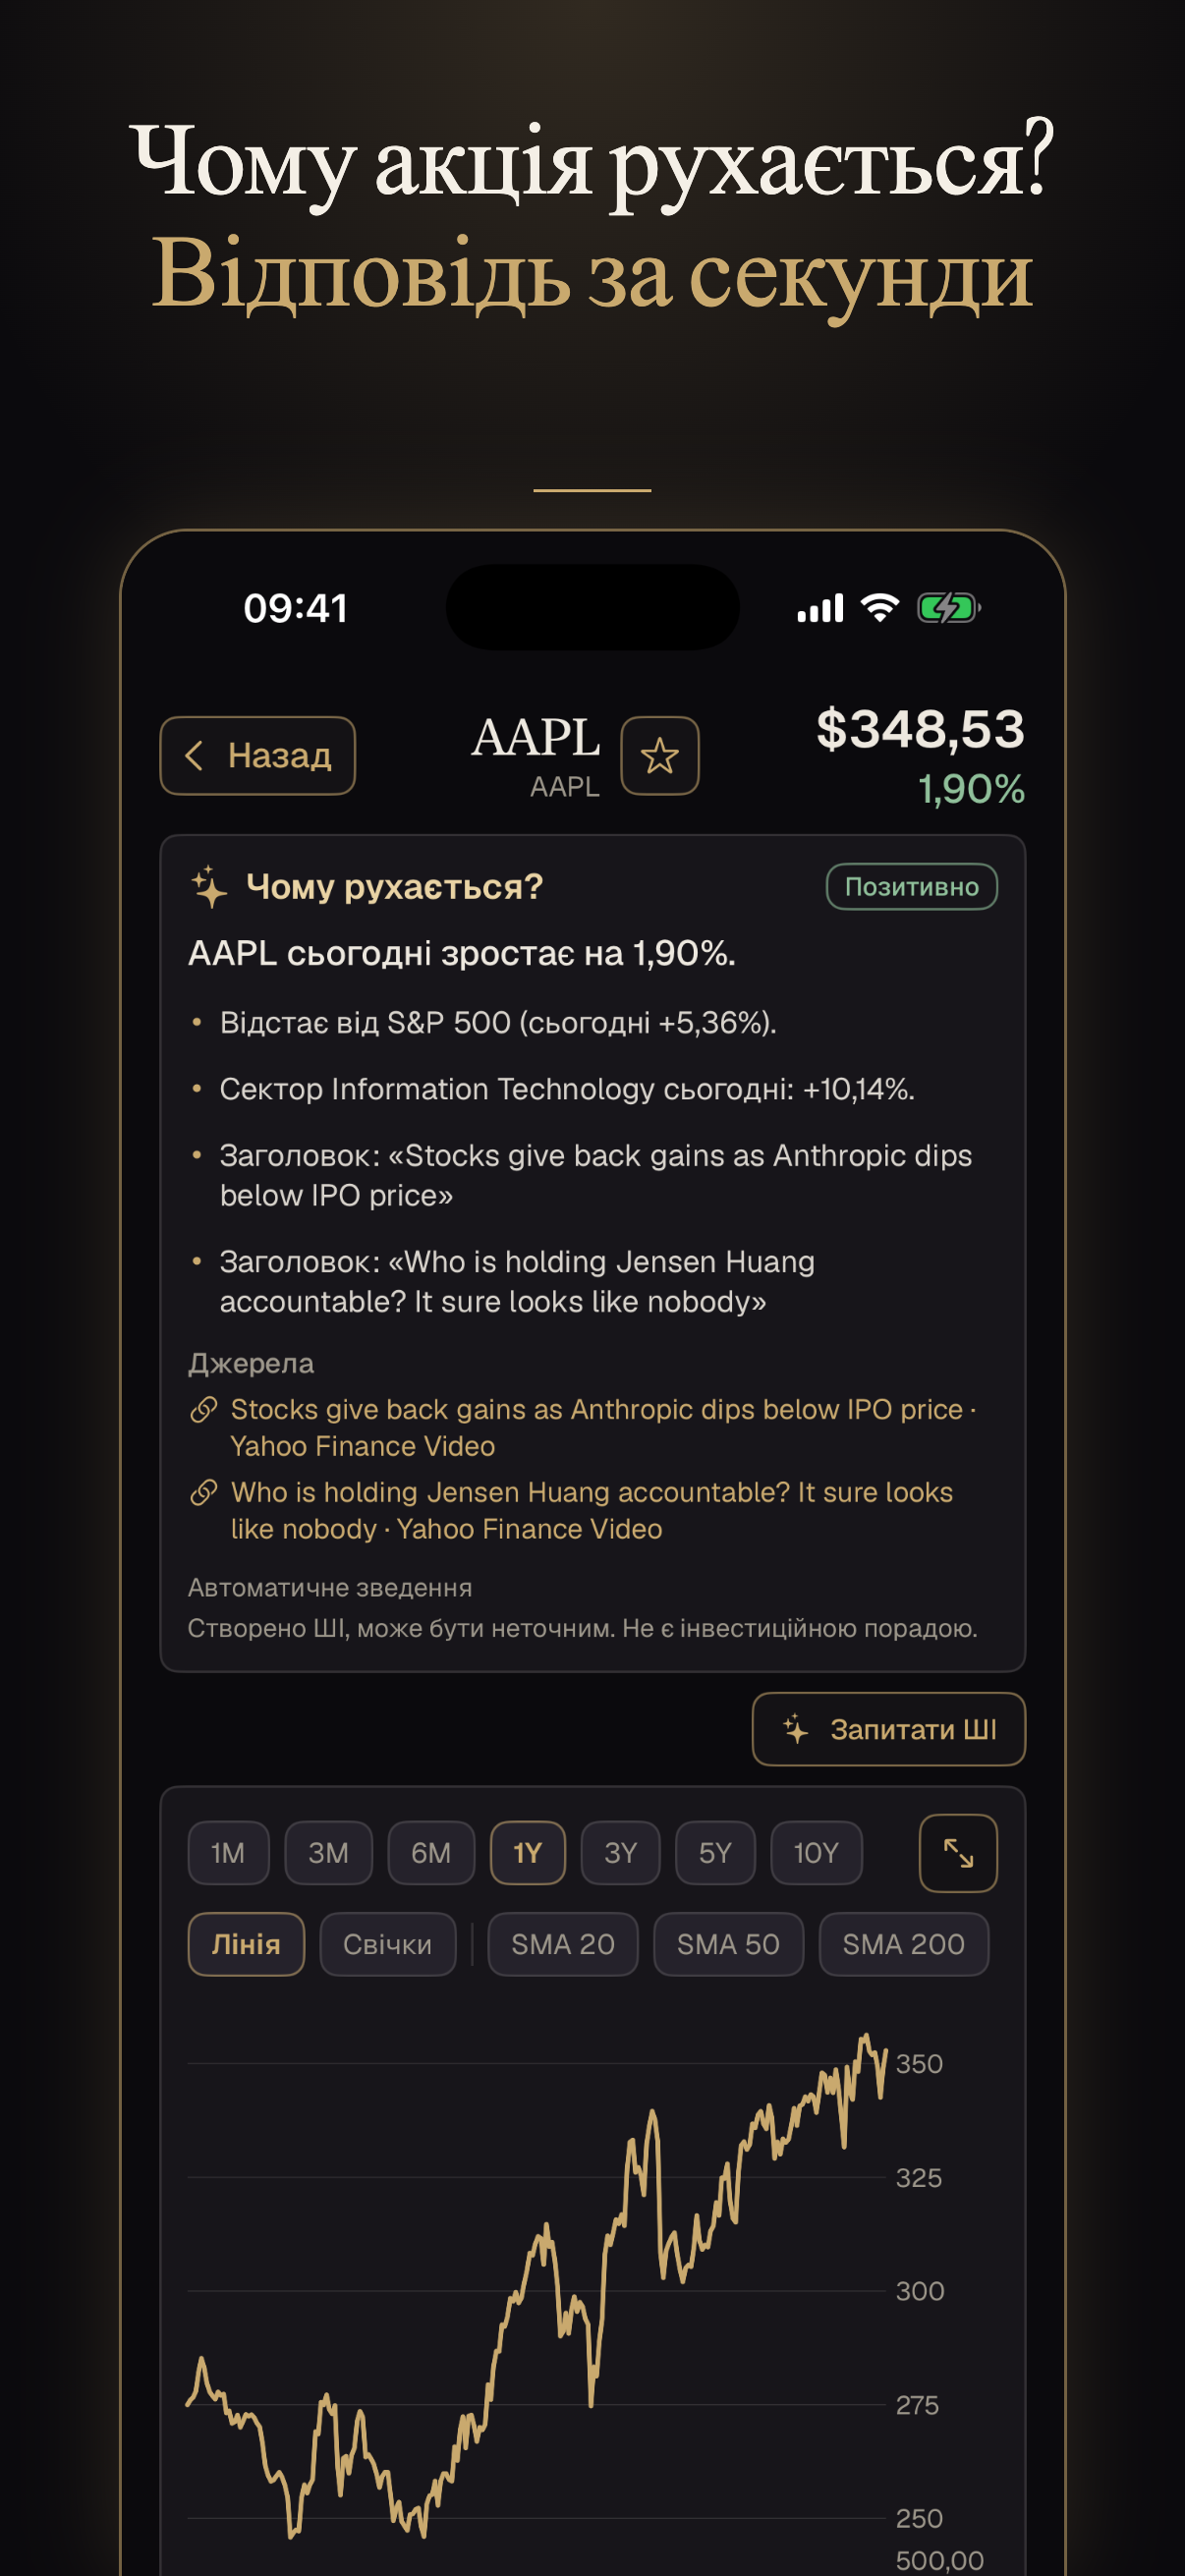 Чому акція рухається?
Відповідь за секунди
09:41
Назад
AAPL
AAPL
$348,53
1,90%
Чому рухається?
Позитивно
AAPL сьогодні зростає на 1,90%.
• Відстає від S&P 500 (сьогодні +5,36%).
• Сектор Information Technology сьогодні: +10,14%.
• Заголовок: «Stocks give back gains as Anthropic dips
below IPO price»
• Заголовок: «Who is holding Jensen Huang
accountable? It sure looks like nobody»
Джерела
Stocks give back gains as Anthropic dips below IPO price ·
Yahoo Finance Video
Who is holding Jensen Huang accountable? It sure looks
like nobody · Yahoo Finance Video
Автоматичне зведення
Створено ШІ, може бути неточним. Не є інвестиційною порадою.
Запитати ШІ
1M 3M 6M 1Y 3Y 5Y 10Y
Лінія Свічки SMA 20 SMA 50 SMA 200
350
325
300
275
250
500,00